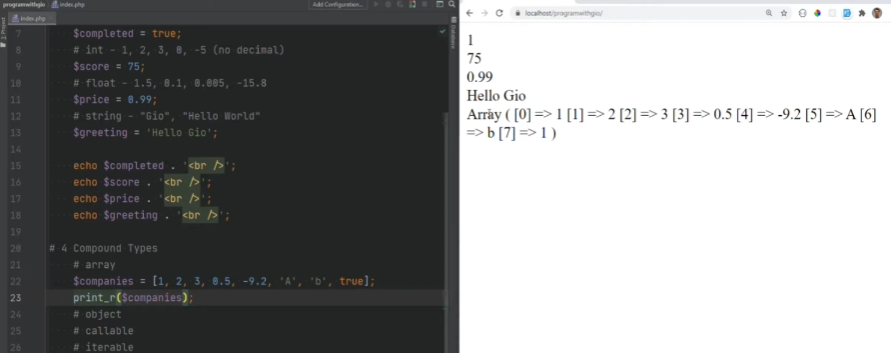 programwithgio
index.php
Add Configuration...
index.php
1: Project
Database
7 $completed = true;
8 # int - 1, 2, 3, 0, -5 (no decimal)
9 $score = 75;
10 # float - 1.5, 0.1, 0.005, -15.8
11 $price = 0.99;
12 # string - "Gio", "Hello World"
13 $greeting = 'Hello Gio';
14
15 echo $completed . '<br />';
16 echo $score . '<br />';
17 echo $price . '<br />';
18 echo $greeting . '<br />';
19
20 # 4 Compound Types
21 # array
22 $companies = [1, 2, 3, 0.5, -9.2, 'A', 'b', true];
23 print_r($companies);
24 # object
25 # callable
26 # iterable
localhost/programwithgio/
1
75
0.99
Hello Gio
Array ( [0] => 1 [1] => 2 [2] => 3 [3] => 0.5 [4] => -9.2 [5] => A [6]
=> b [7] => 1 )